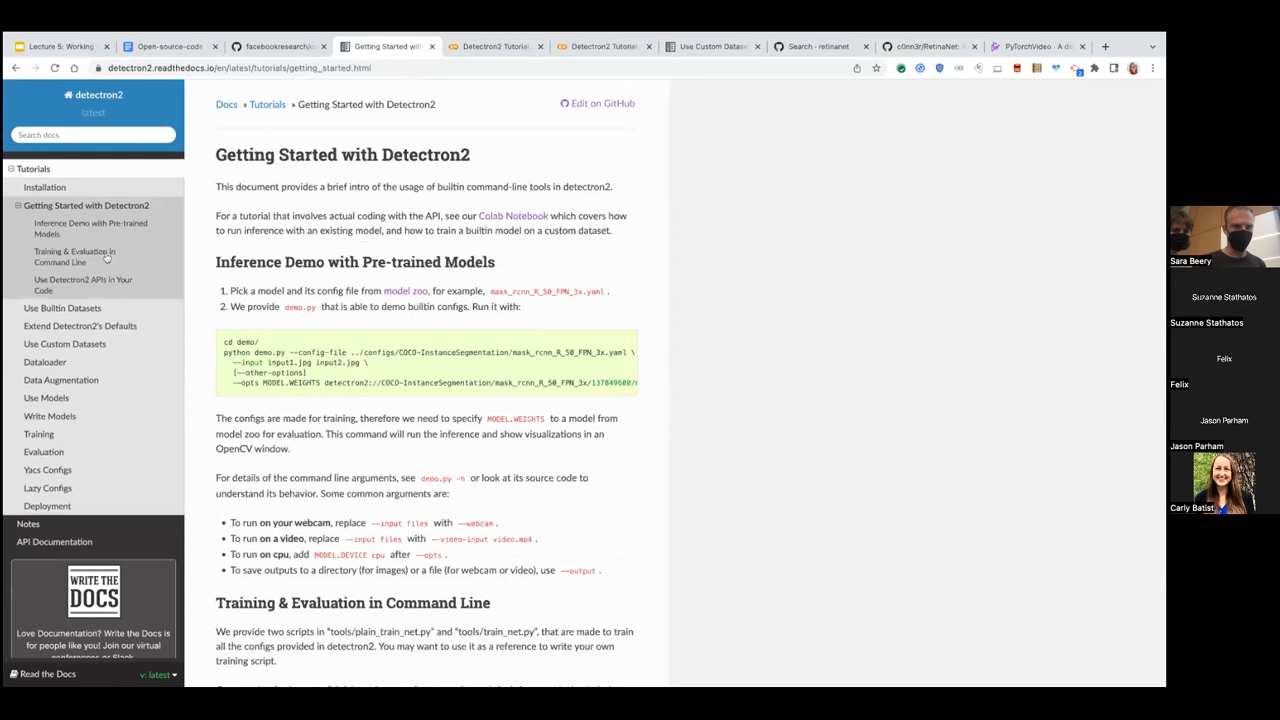 Lecture 5: Working
Open-source-code
facebookresearch/
Getting Started with
Detectron2 Tutorial
Detectron2 Tutorial
Use Custom Datase
Search · retinanet
c0nn3r/RetinaNet: A
PyTorchVideo · A de
detectron2.readthedocs.io/en/latest/tutorials/getting_started.html
detectron2
latest
Search docs
Tutorials
Installation
Getting Started with Detectron2
Inference Demo with Pre-trained
Models
Training & Evaluation in
Command Line
Use Detectron2 APIs in Your
Code
Use Builtin Datasets
Extend Detectron2's Defaults
Use Custom Datasets
Dataloader
Data Augmentation
Use Models
Write Models
Training
Evaluation
Yacs Configs
Lazy Configs
Deployment
Notes
API Documentation
WRITE
THE
DOCS
Love Documentation? Write the Docs is
for people like you! Join our virtual
conferences or Slack.
Read the Docs
v: latest
Docs » Tutorials » Getting Started with Detectron2
Edit on GitHub
Getting Started with Detectron2
This document provides a brief intro of the usage of builtin command-line tools in detectron2.
For a tutorial that involves actual coding with the API, see our Colab Notebook which covers how
to run inference with an existing model, and how to train a builtin model on a custom dataset.
Inference Demo with Pre-trained Models
1. Pick a model and its config file from model zoo, for example, mask_rcnn_R_50_FPN_3x.yaml .
2. We provide demo.py that is able to demo builtin configs. Run it with:
cd demo/
python demo.py --config-file ../configs/COCO-InstanceSegmentation/mask_rcnn_R_50_FPN_3x.yaml \
--input input1.jpg input2.jpg \
[--other-options]
--opts MODEL.WEIGHTS detectron2://COCO-InstanceSegmentation/mask_rcnn_R_50_FPN_3x/137849600/
The configs are made for training, therefore we need to specify MODEL.WEIGHTS to a model from
model zoo for evaluation. This command will run the inference and show visualizations in an
OpenCV window.
For details of the command line arguments, see demo.py -h or look at its source code to
understand its behavior. Some common arguments are:
• To run on your webcam, replace --input files with --webcam .
• To run on a video, replace --input files with --video-input video.mp4 .
• To run on cpu, add MODEL.DEVICE cpu after --opts .
• To save outputs to a directory (for images) or a file (for webcam or video), use --output .
Training & Evaluation in Command Line
We provide two scripts in "tools/plain_train_net.py" and "tools/train_net.py", that are made to train
all the configs provided in detectron2. You may want to use it as a reference to write your own
training script.
Sara Beery
Suzanne Stathatos
Suzanne Stathatos
Felix
Felix
Jason Parham
Jason Parham
Carly Batist